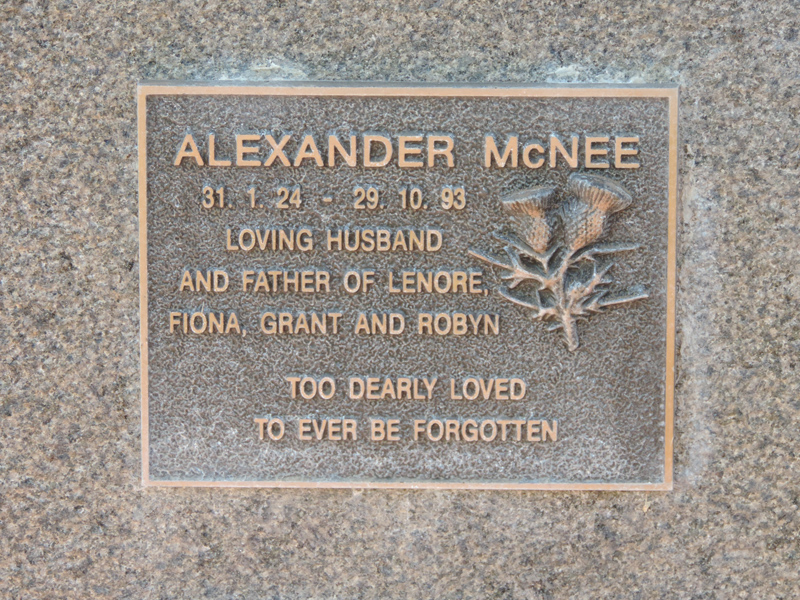 ALEXANDER McNEE
31. 1. 24 - 29. 10. 93
LOVING HUSBAND
AND FATHER OF LENORE,
FIONA, GRANT AND ROBYN
TOO DEARLY LOVED
TO EVER BE FORGOTTEN